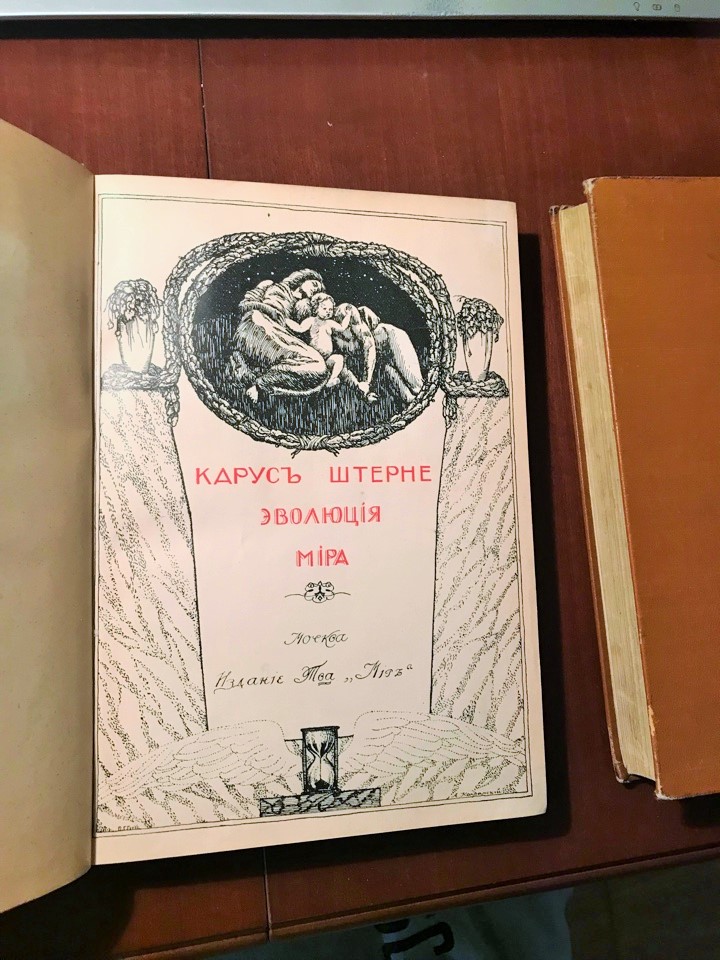 КАРУСЪ ШТЕРНЕ
ЭВОЛЮЦІЯ
МІРА
Москва
Изданіе Т‑ва „Міръ“